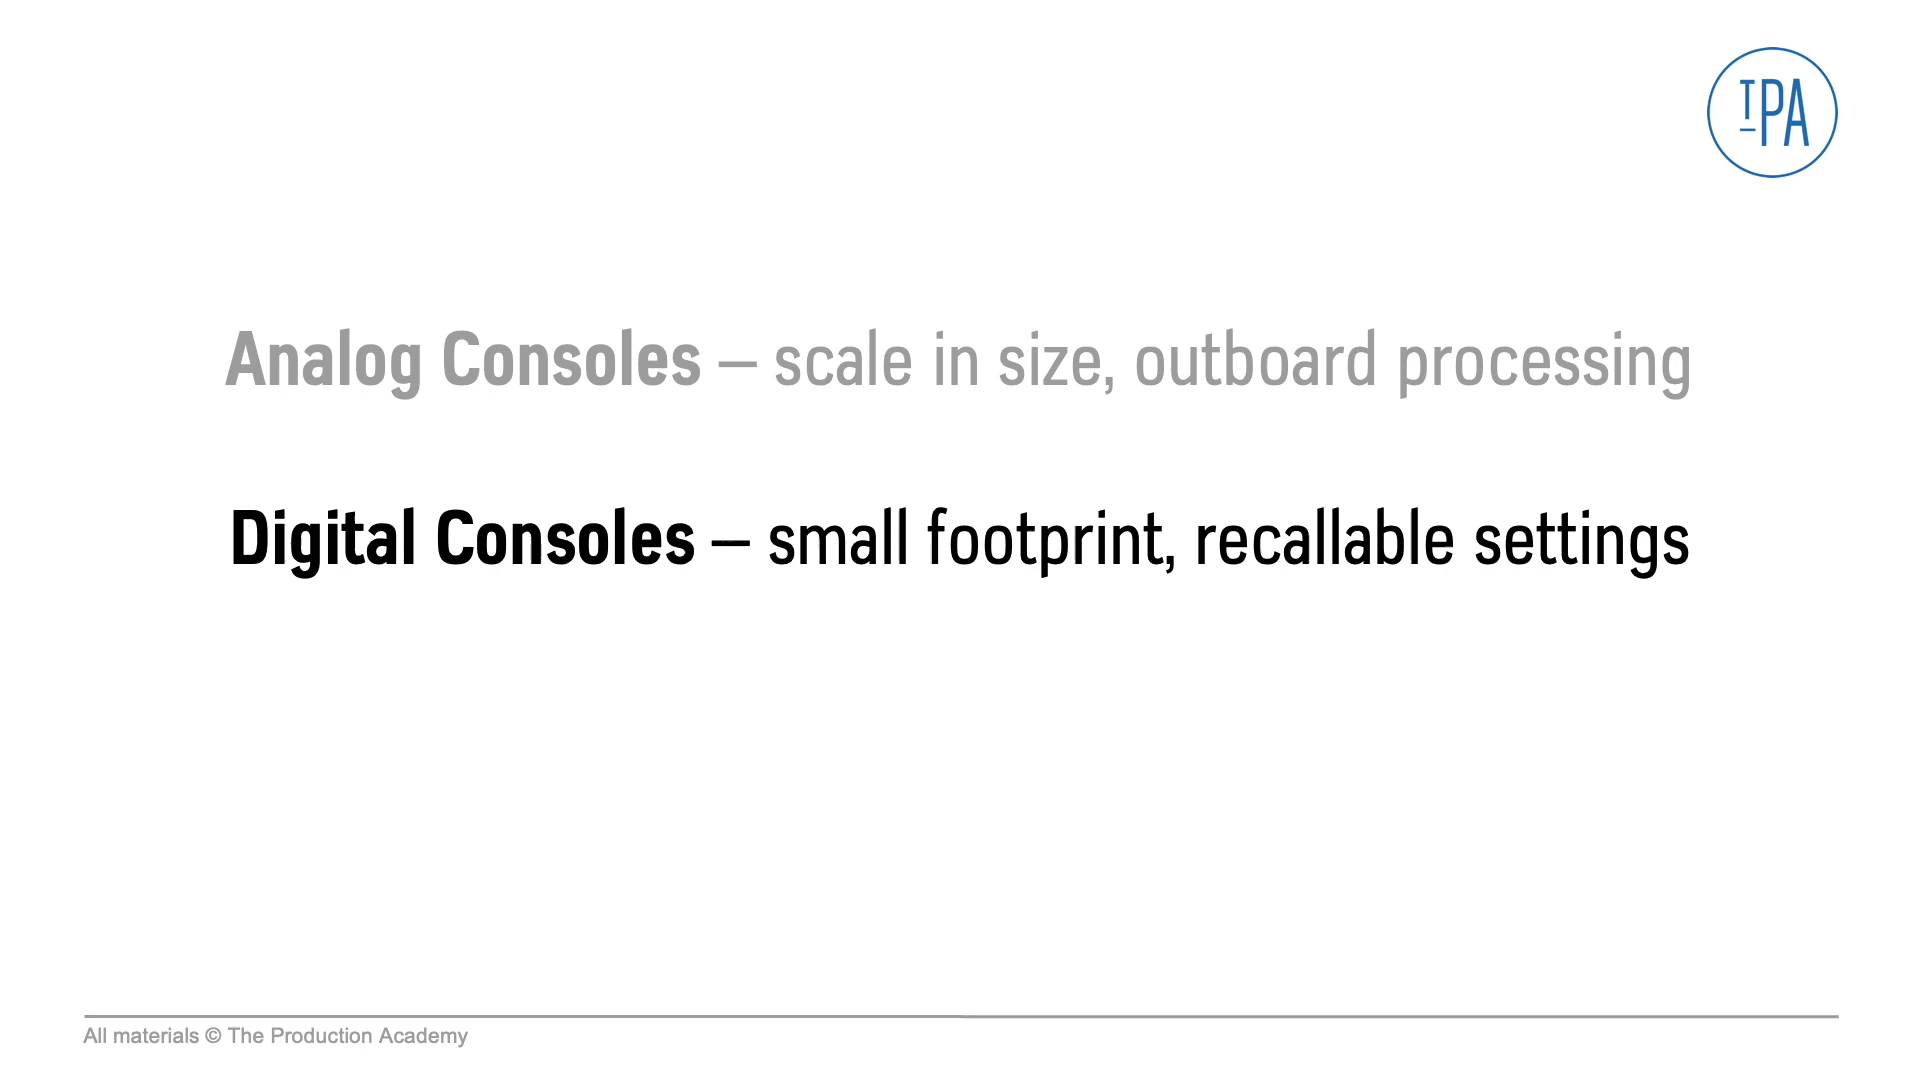 TPA
Analog Consoles – scale in size, outboard processing
Digital Consoles – small footprint, recallable settings
All materials © The Production Academy